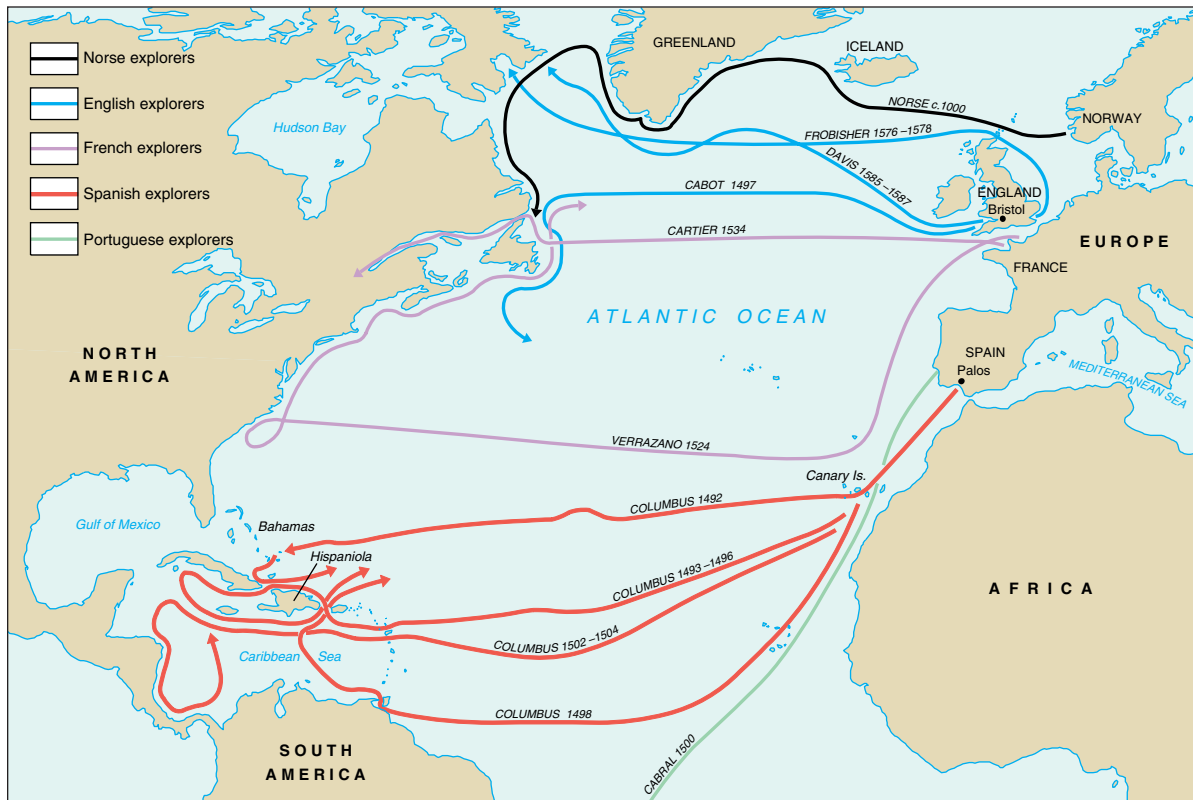 Norse explorers
English explorers
French explorers
Spanish explorers
Portuguese explorers
GREENLAND
ICELAND
NORSE c.1000
NORWAY
Hudson Bay
FROBISHER 1576 –1578
DAVIS 1585 –1587
CABOT 1497
ENGLAND
Bristol
CARTIER 1534
EUROPE
FRANCE
ATLANTIC OCEAN
NORTH
AMERICA
SPAIN
Palos
MEDITERRANEAN SEA
VERRAZANO 1524
Canary Is.
COLUMBUS 1492
Gulf of Mexico
Bahamas
Hispaniola
COLUMBUS 1493 –1496
AFRICA
COLUMBUS 1502 –1504
Caribbean Sea
COLUMBUS 1498
SOUTH
AMERICA
CABRAL 1500